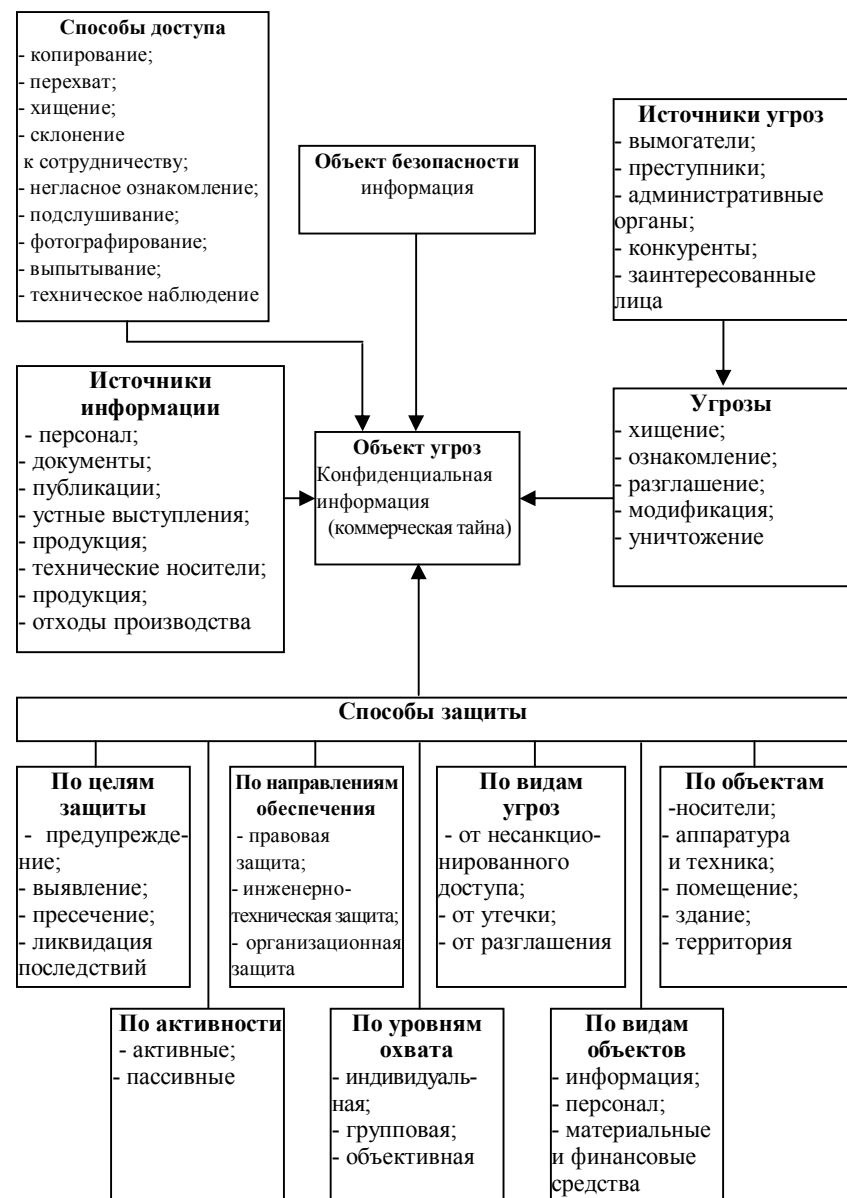 Способы доступа
- копирование;
- перехват;
- хищение;
- склонение
к сотрудничеству;
- негласное ознакомление;
- подслушивание;
- фотографирование;
- выпытывание;
- техническое наблюдение
Объект безопасности
информация
Источники угроз
- вымогатели;
- преступники;
- административные
органы;
- конкуренты;
- заинтересованные
лица
Источники
информации
- персонал;
- документы;
- публикации;
- устные выступления;
- продукция;
- технические носители;
- продукция;
- отходы производства
Объект угроз
Конфиденциальная
информация
(коммерческая тайна)
Угрозы
- хищение;
- ознакомление;
- разглашение;
- модификация;
- уничтожение
Способы защиты
По целям
защиты
- предупрежде-
ние;
- выявление;
- пресечение;
- ликвидация
последствий
По направлениям
обеспечения
- правовая
защита;
- инженерно-
техническая защита;
- организационная
защита
По видам
угроз
- от несанкцио-
нированного
доступа;
- от утечки;
- от разглашения
По объектам
-носители;
- аппаратура
и техника;
- помещение;
- здание;
- территория
По активности
- активные;
- пассивные
По уровням
охвата
- индивидуаль-
ная;
- групповая;
- объективная
По видам
объектов
- информация;
- персонал;
- материальные
и финансовые
средства